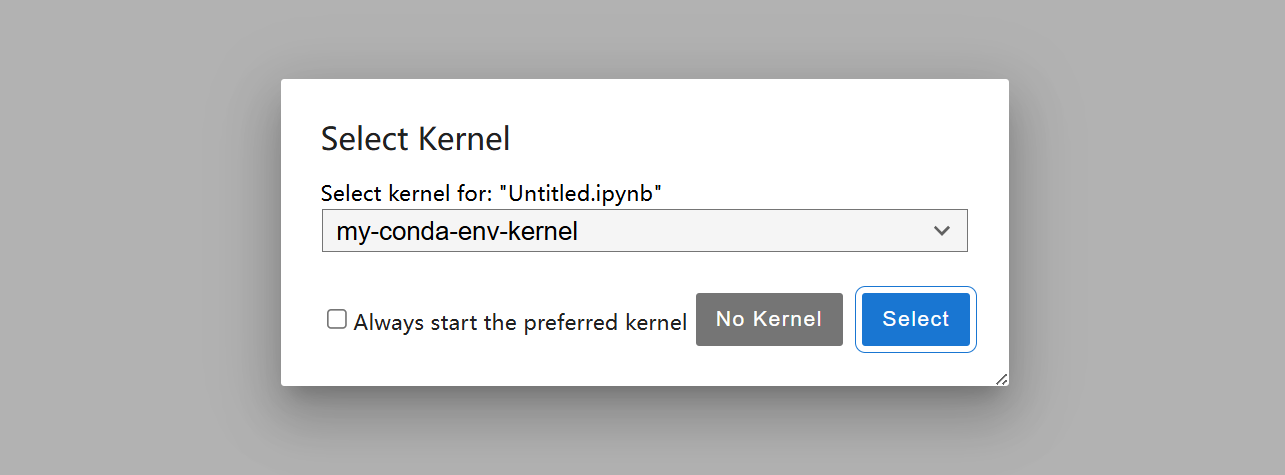 Select Kernel
Select kernel for: "Untitled.ipynb"
my-conda-env-kernel
Always start the preferred kernel No Kernel Select